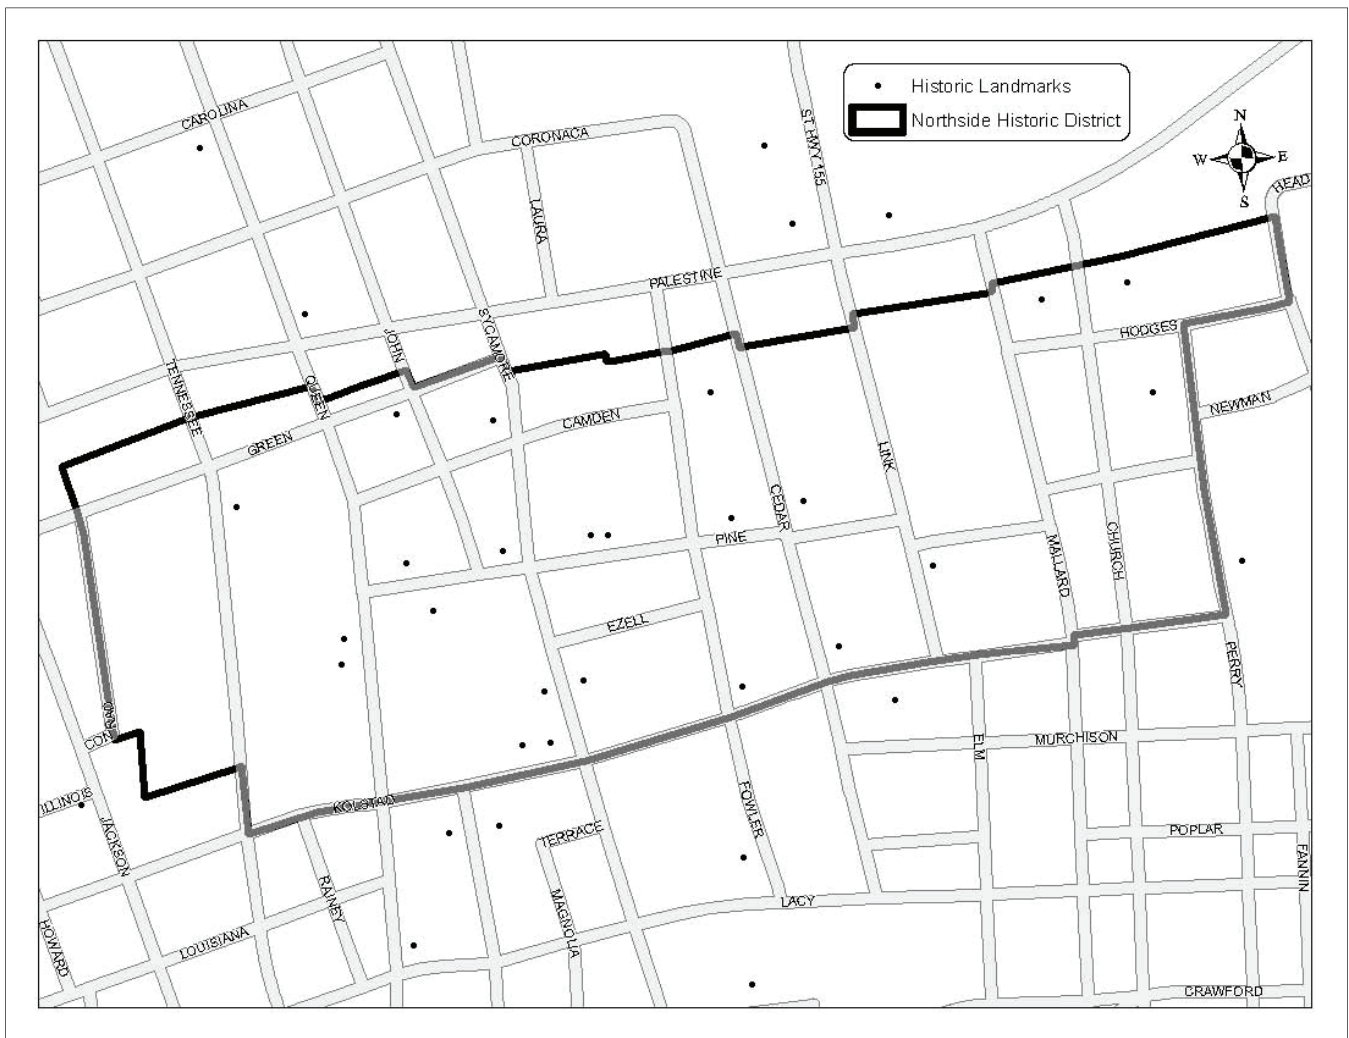 Historic Landmarks
Northside Historic District
N
W
E
S
HEAD
CAROLINA
CORONACA
ST HWY 155
LAURA
PALESTINE
SYCAMORE
JOHN
HODGES
TENNESSEE
QUEEN
NEWMAN
CAMDEN
GREEN
LINK
CEDAR
PINE
CHURCH
MALLARD
EZELL
PERRY
CONRAD
MURCHISON
ELM
ILLINOIS
KOLSTAD
FOWLER
JACKSON
TERRACE
POPLAR
FANNIN
RAINEY
MAGNOLIA
LACY
HOWARD
LOUISIANA
CRAWFORD